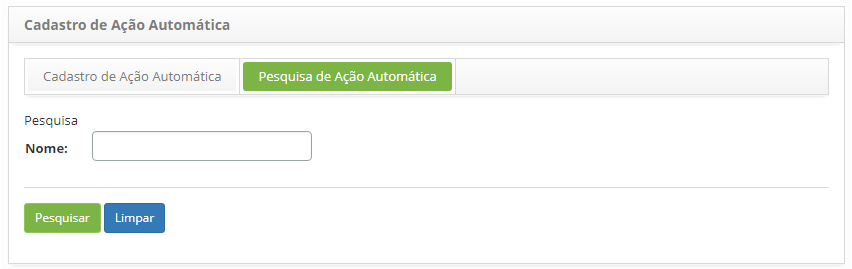 Cadastro de Ação Automática
Cadastro de Ação Automática Pesquisa de Ação Automática
Pesquisa
Nome:
Pesquisar Limpar